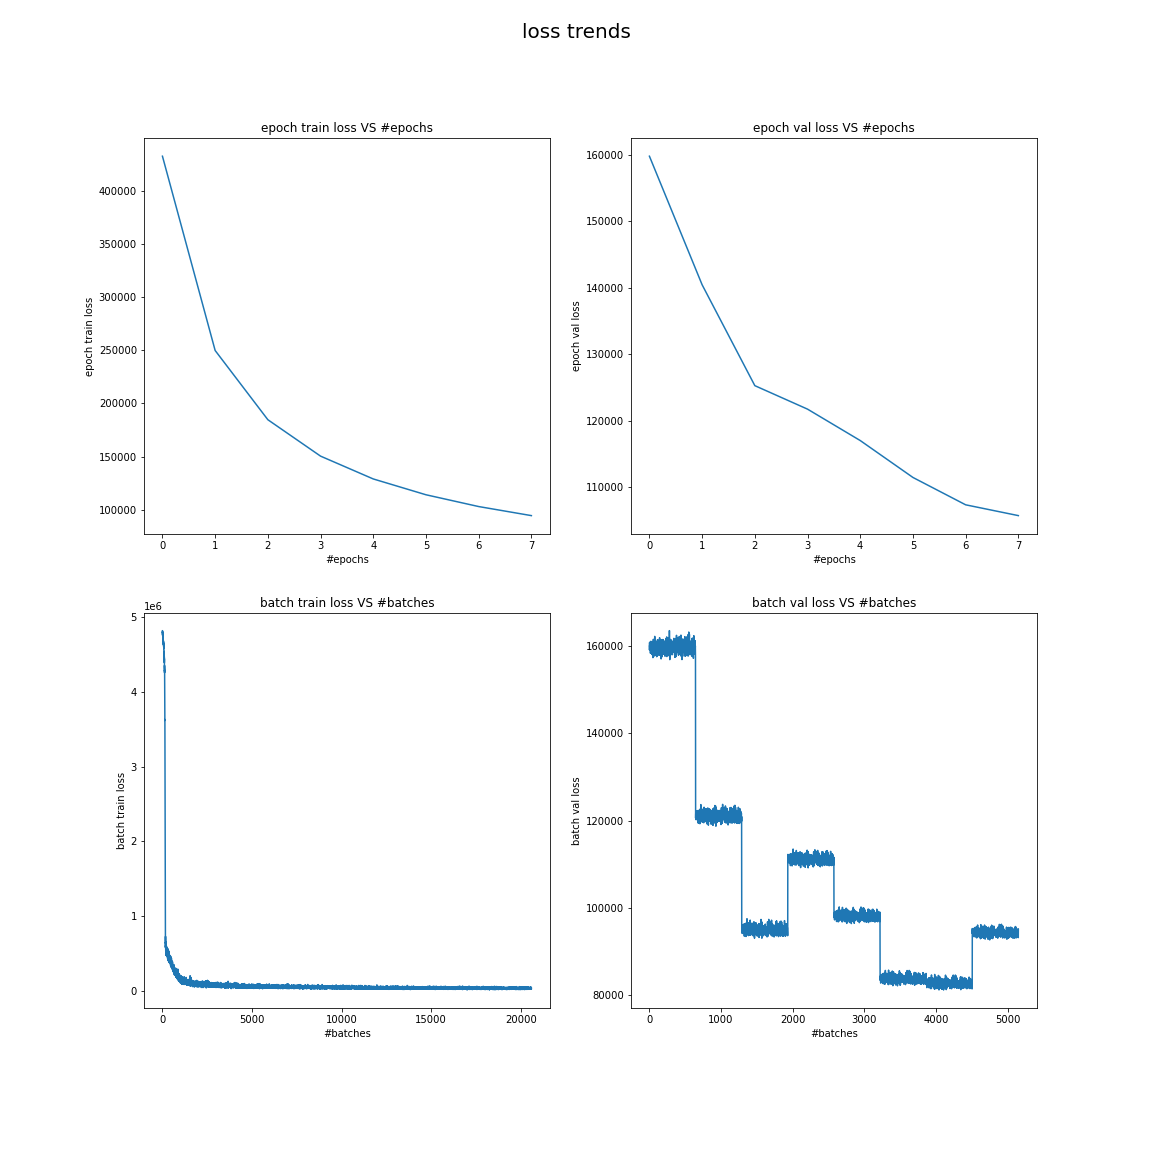 loss trends
epoch train loss VS #epochs
400000
350000
300000
250000
200000
150000
100000
epoch train loss
0 1 2 3 4 5 6 7
#epochs
epoch val loss VS #epochs
160000
150000
140000
130000
120000
110000
epoch val loss
0 1 2 3 4 5 6 7
#epochs
batch train loss VS #batches
1e6
5
4
3
2
1
0
batch train loss
0 5000 10000 15000 20000
#batches
batch val loss VS #batches
160000
140000
120000
100000
80000
batch val loss
0 1000 2000 3000 4000 5000
#batches